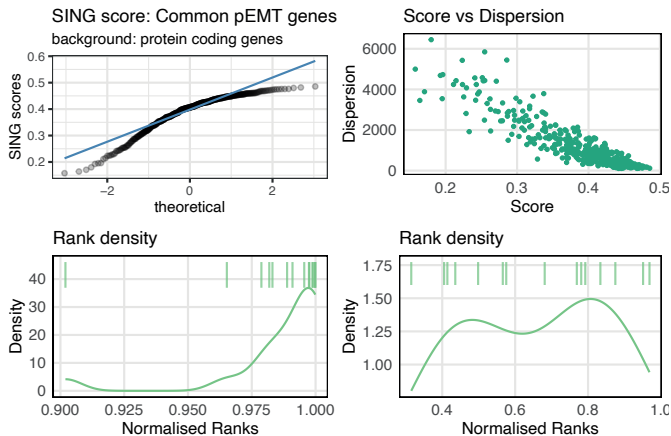 SING score: Common pEMT genes
background: protein coding genes
SING scores
0.6
0.5
0.4
0.3
0.2
−2
0
2
theoretical
Score vs Dispersion
Dispersion
6000
4000
2000
0
0.2
0.3
0.4
0.5
Score
Rank density
Density
40
30
20
10
0
0.900
0.925
0.950
0.975
1.000
Normalised Ranks
Rank density
Density
1.75
1.50
1.25
1.00
0.4
0.6
0.8
1.0
Normalised Ranks